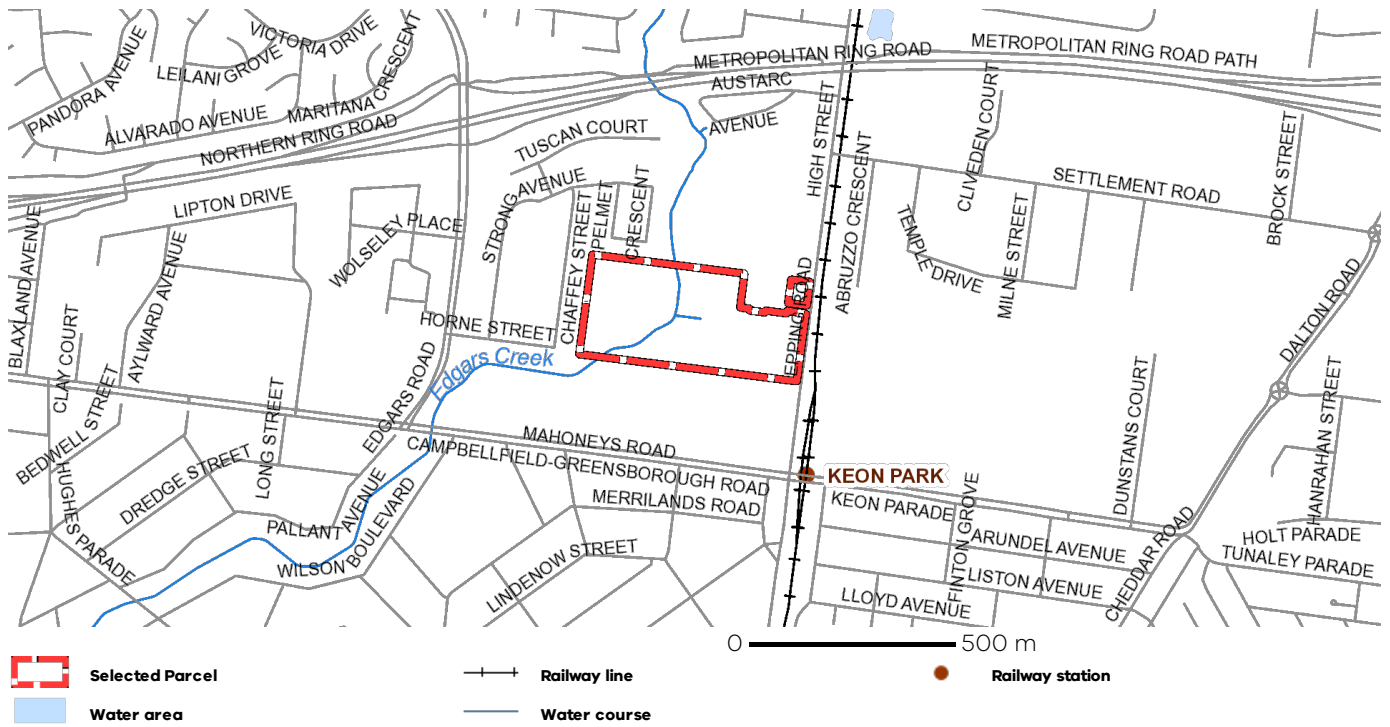 VICTORIA DRIVE
PANDORA AVENUE
LEILANI GROVE
MARITANA CRESCENT
ALVARADO AVENUE
NORTHERN RING ROAD
METROPOLITAN RING ROAD
METROPOLITAN RING ROAD PATH
AUSTARC
AVENUE
TUSCAN COURT
HIGH STREET
CLIVEDEN COURT
BROCK STREET
SETTLEMENT ROAD
LIPTON DRIVE
WOLSELEY PLACE
STRONG AVENUE
CHAFFEY STREET
PELMET
CRESCENT
ABRUZZO CRESCENT
TEMPLE DRIVE
MILNE STREET
BLAXLAND AVENUE
AYLWARD AVENUE
CLAY COURT
HORNE STREET
EPPING ROAD
DALTON ROAD
Edgars Creek
EDGARS ROAD
BEDWELL STREET
LONG STREET
DREDGE STREET
HUGHES PARADE
MAHONEYS ROAD
CAMPBELLFIELD-GREENSBOROUGH ROAD
KEON PARK
DUNSTANS COURT
HANRAHAN STREET
MERRILANDS ROAD
KEON PARADE
FINTON GROVE
ARUNDEL AVENUE
CHEDDAR ROAD
HOLT PARADE
TUNALEY PARADE
PALLANT AVENUE
WILSON BOULEVARD
LINDENOW STREET
LISTON AVENUE
LLOYD AVENUE
0 500 m
Selected Parcel
Railway line
Railway station
Water area
Water course